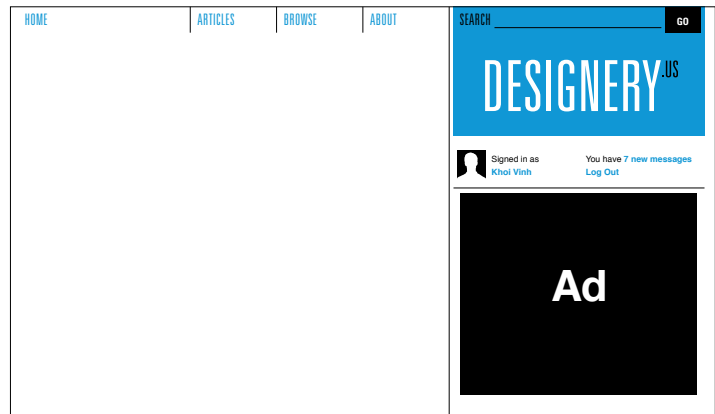 HOME ARTICLES BROWSE ABOUT SEARCH GO
DESIGNERY.US
Signed in as
Khoi Vinh
You have 7 new messages
Log Out
Ad